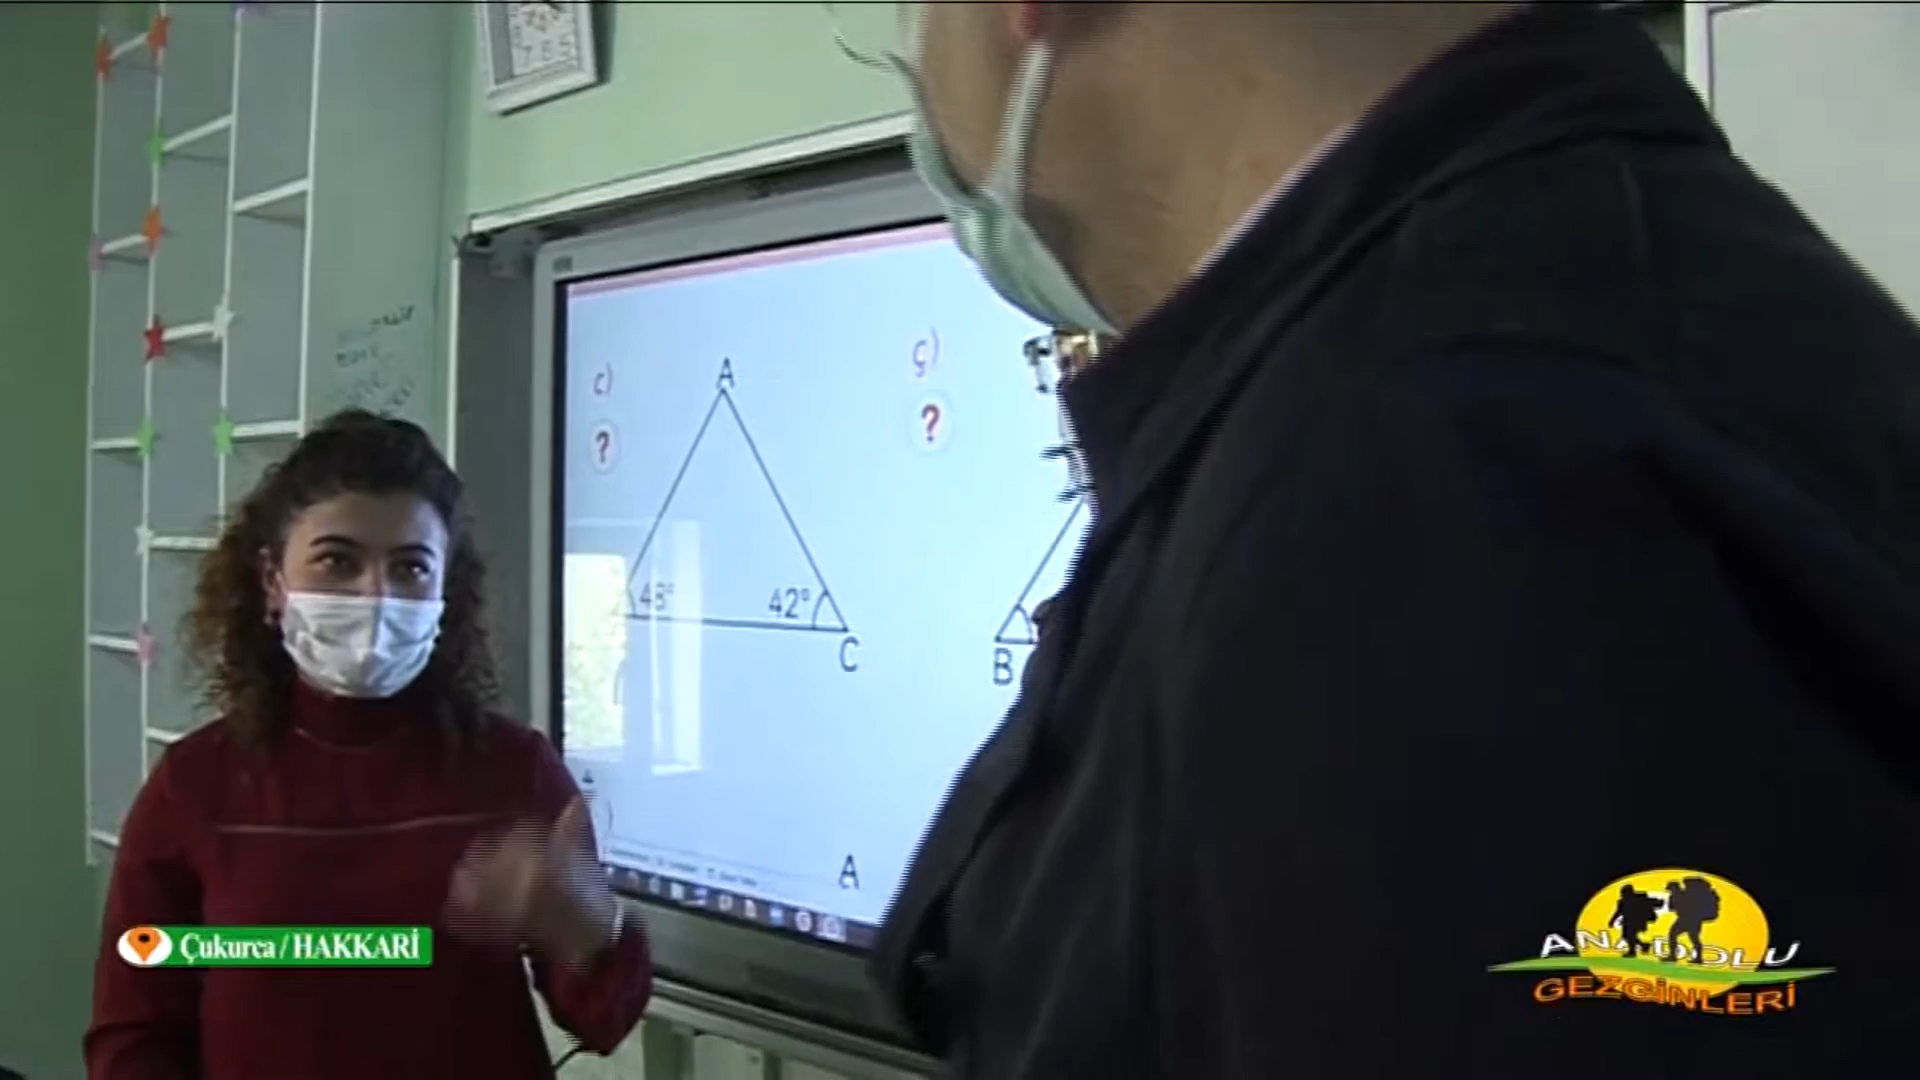 c)
A
ç)
?
?
48°
42°
C
B
A
Çukurca / HAKKARİ
ANADOLU
GEZGİNLERİ